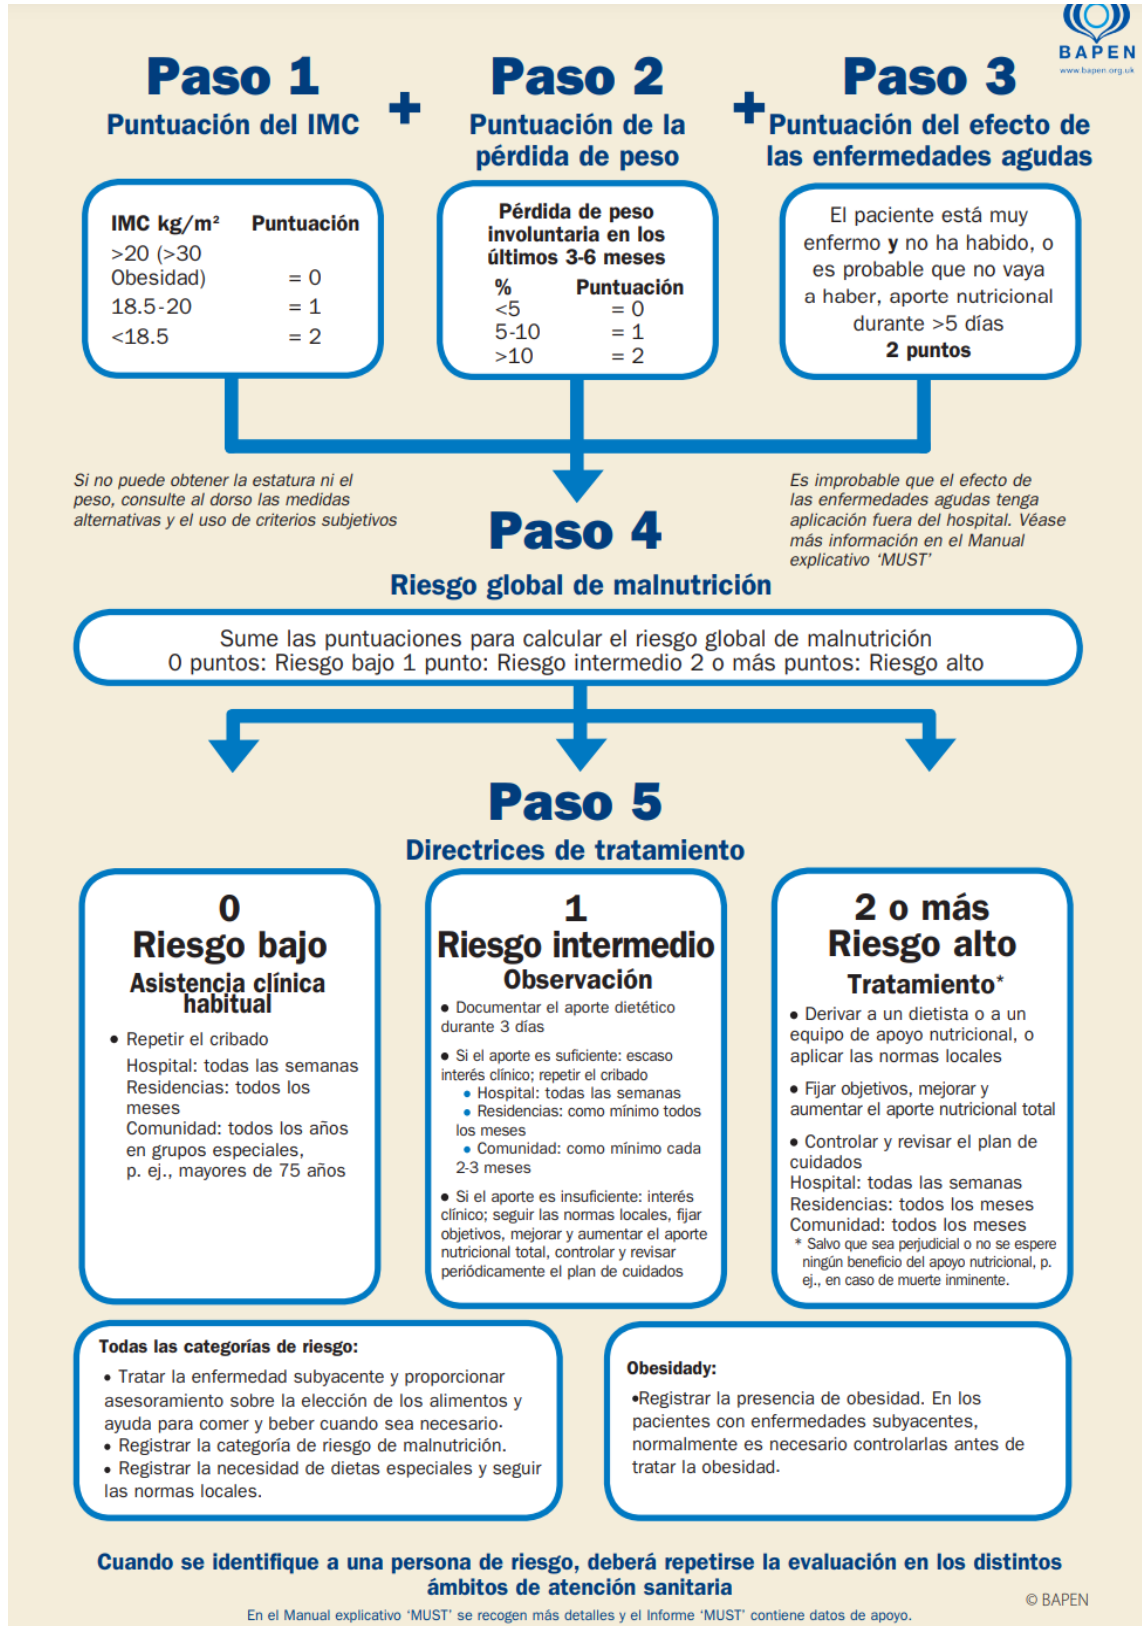 BAPEN
www.bapen.org.uk
Paso 1
Puntuación del IMC
+
Paso 2
Puntuación de la
pérdida de peso
+
Paso 3
Puntuación del efecto de
las enfermedades agudas
IMC kg/m² Puntuación
>20 (>30
Obesidad) = 0
18.5-20 = 1
<18.5 = 2
Pérdida de peso
involuntaria en los
últimos 3-6 meses
% Puntuación
<5 = 0
5-10 = 1
>10 = 2
El paciente está muy
enfermo y no ha habido, o
es probable que no vaya
a haber, aporte nutricional
durante >5 días
2 puntos
Si no puede obtener la estatura ni el
peso, consulte al dorso las medidas
alternativas y el uso de criterios subjetivos
Es improbable que el efecto de
las enfermedades agudas tenga
aplicación fuera del hospital. Véase
más información en el Manual
explicativo ‘MUST’
Paso 4
Riesgo global de malnutrición
Sume las puntuaciones para calcular el riesgo global de malnutrición
0 puntos: Riesgo bajo 1 punto: Riesgo intermedio 2 o más puntos: Riesgo alto
Paso 5
Directrices de tratamiento
0
Riesgo bajo
Asistencia clínica
habitual
• Repetir el cribado
Hospital: todas las semanas
Residencias: todos los
meses
Comunidad: todos los años
en grupos especiales,
p. ej., mayores de 75 años
1
Riesgo intermedio
Observación
• Documentar el aporte dietético
durante 3 días
• Si el aporte es suficiente: escaso
interés clínico; repetir el cribado
• Hospital: todas las semanas
• Residencias: como mínimo todos
los meses
• Comunidad: como mínimo cada
2-3 meses
• Si el aporte es insuficiente: interés
clínico; seguir las normas locales, fijar
objetivos, mejorar y aumentar el aporte
nutricional total, controlar y revisar
periódicamente el plan de cuidados
2 o más
Riesgo alto
Tratamiento*
• Derivar a un dietista o a un
equipo de apoyo nutricional, o
aplicar las normas locales
• Fijar objetivos, mejorar y
aumentar el aporte nutricional total
• Controlar y revisar el plan de
cuidados
Hospital: todas las semanas
Residencias: todos los meses
Comunidad: todos los meses
* Salvo que sea perjudicial o no se espere
ningún beneficio del apoyo nutricional, p.
ej., en caso de muerte inminente.
Todas las categorías de riesgo:
• Tratar la enfermedad subyacente y proporcionar
asesoramiento sobre la elección de los alimentos y
ayuda para comer y beber cuando sea necesario.
• Registrar la categoría de riesgo de malnutrición.
• Registrar la necesidad de dietas especiales y seguir
las normas locales.
Obesidady:
•Registrar la presencia de obesidad. En los
pacientes con enfermedades subyacentes,
normalmente es necesario controlarlas antes de
tratar la obesidad.
Cuando se identifique a una persona de riesgo, deberá repetirse la evaluación en los distintos
ámbitos de atención sanitaria
En el Manual explicativo ‘MUST’ se recogen más detalles y el Informe ‘MUST’ contiene datos de apoyo.
© BAPEN